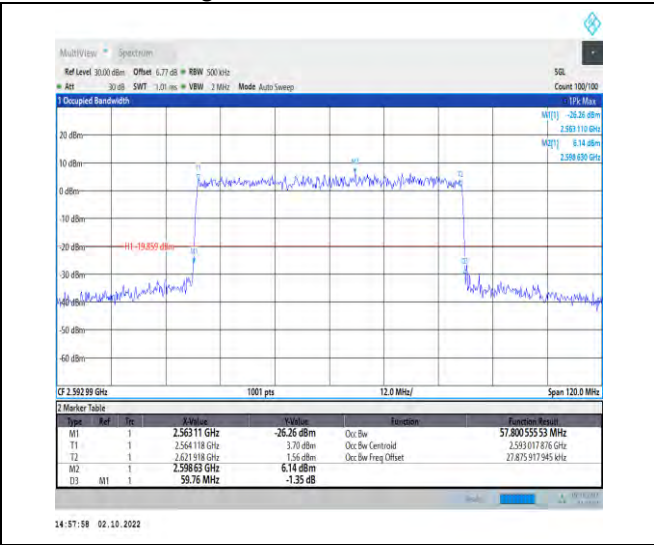 MultiView Spectrum
Ref Level 30.00 dBm Offset 6.77 dB RBW 500 kHz SGL
Att 30 dB SWT 1.01 ms VBW 2 MHz Mode Auto Sweep Count 100/100
1 Occupied Bandwidth 1Pk Max
M1[1] -26.26 dBm
2.563 110 GHz
M2[1] 6.14 dBm
2.598 630 GHz
20 dBm
10 dBm
0 dBm
-10 dBm
-20 dBm H1 -19.859 dBm
-30 dBm
-40 dBm
-50 dBm
-60 dBm
CF 2.592 99 GHz 1001 pts 12.0 MHz/ Span 120.0 MHz
2 Marker Table
Type Ref Trc X-Value Y-Value Function Function Result
M1 1 2.563 11 GHz -26.26 dBm Occ Bw 57.800 555 53 MHz
T1 1 2.564 118 GHz 3.70 dBm Occ Bw Centroid 2.593 017 876 GHz
T2 1 2.621 918 GHz 1.56 dBm Occ Bw Freq Offset 27.875 917 945 kHz
M2 1 2.598 63 GHz 6.14 dBm
D3 M1 1 59.76 MHz -1.35 dB
14:57:58 02.10.2022